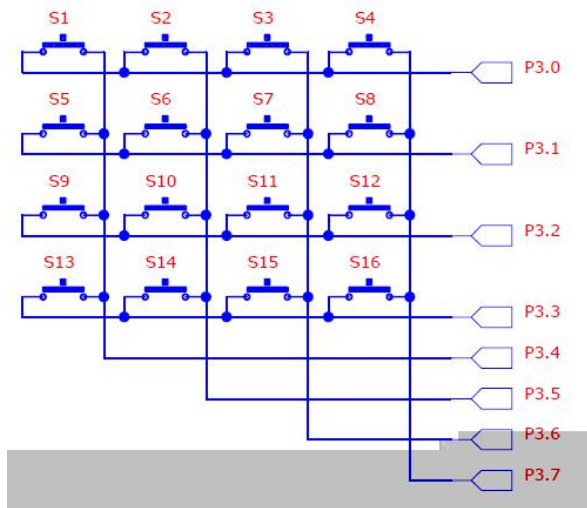 S1 S2 S3 S4
P3.0
S5 S6 S7 S8
P3.1
S9 S10 S11 S12
P3.2
S13 S14 S15 S16
P3.3
P3.4
P3.5
P3.6
P3.7